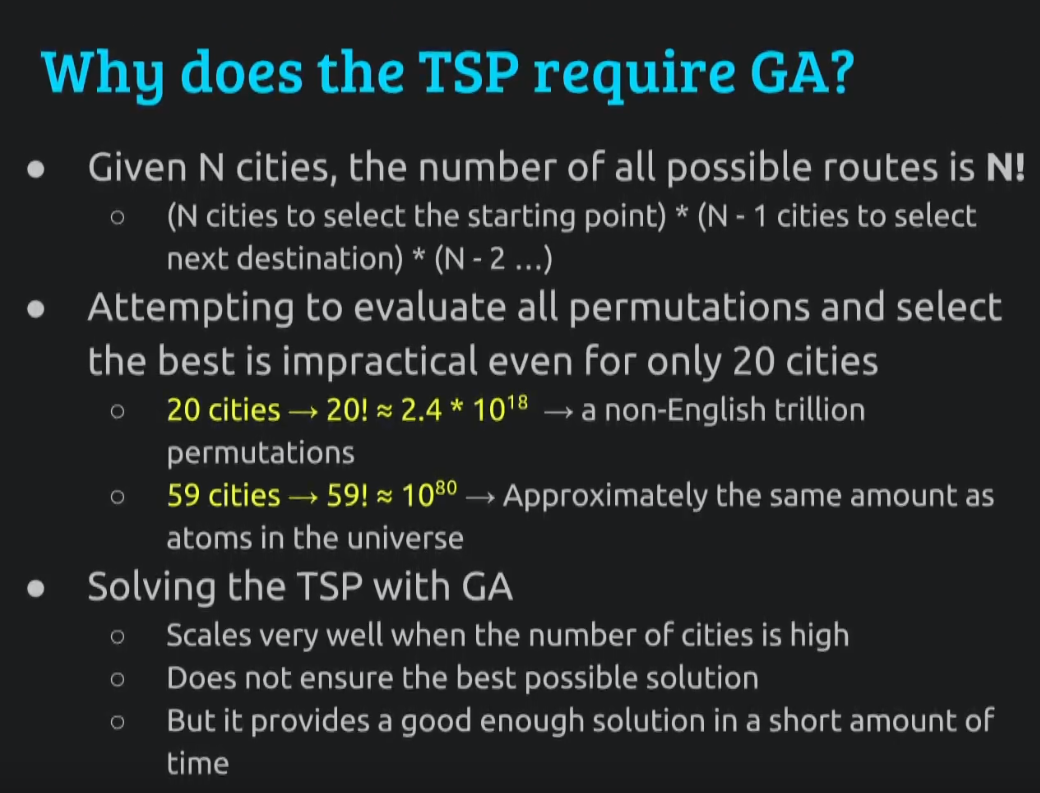 Why does the TSP require GA?
● Given N cities, the number of all possible routes is N!
○ (N cities to select the starting point) * (N - 1 cities to select
next destination) * (N - 2 ...)
● Attempting to evaluate all permutations and select
the best is impractical even for only 20 cities
○ 20 cities → 20! ≈ 2.4 * 10¹⁸ → a non-English trillion
permutations
○ 59 cities → 59! ≈ 10⁸⁰ → Approximately the same amount as
atoms in the universe
● Solving the TSP with GA
○ Scales very well when the number of cities is high
○ Does not ensure the best possible solution
○ But it provides a good enough solution in a short amount of
time